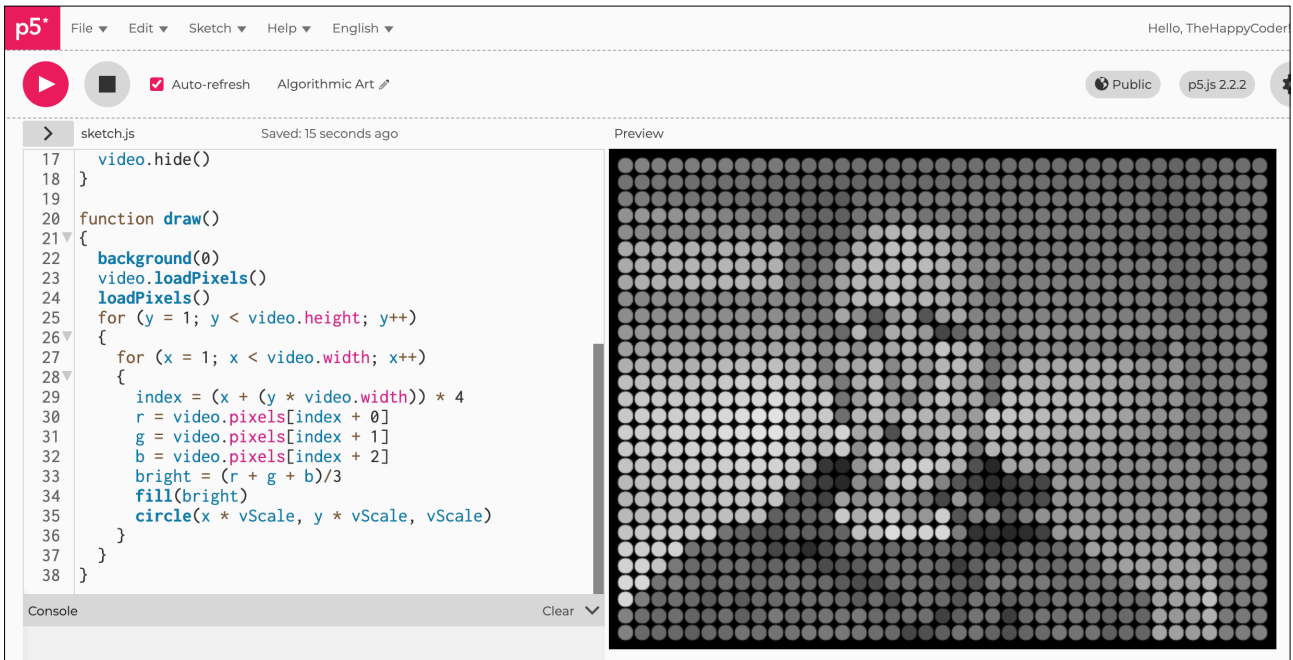 p5* File Edit Sketch Help English Hello, TheHappyCoder!
Auto-refresh Algorithmic Art Public p5.js 2.2.2
sketch.js Saved: 15 seconds ago Preview
17 video.hide()
18 }
19
20 function draw()
21 {
22 background(0)
23 video.loadPixels()
24 loadPixels()
25 for (y = 1; y < video.height; y++)
26 {
27 for (x = 1; x < video.width; x++)
28 {
29 index = (x + (y * video.width)) * 4
30 r = video.pixels[index + 0]
31 g = video.pixels[index + 1]
32 b = video.pixels[index + 2]
33 bright = (r + g + b)/3
34 fill(bright)
35 circle(x * vScale, y * vScale, vScale)
36 }
37 }
38 }
Console Clear